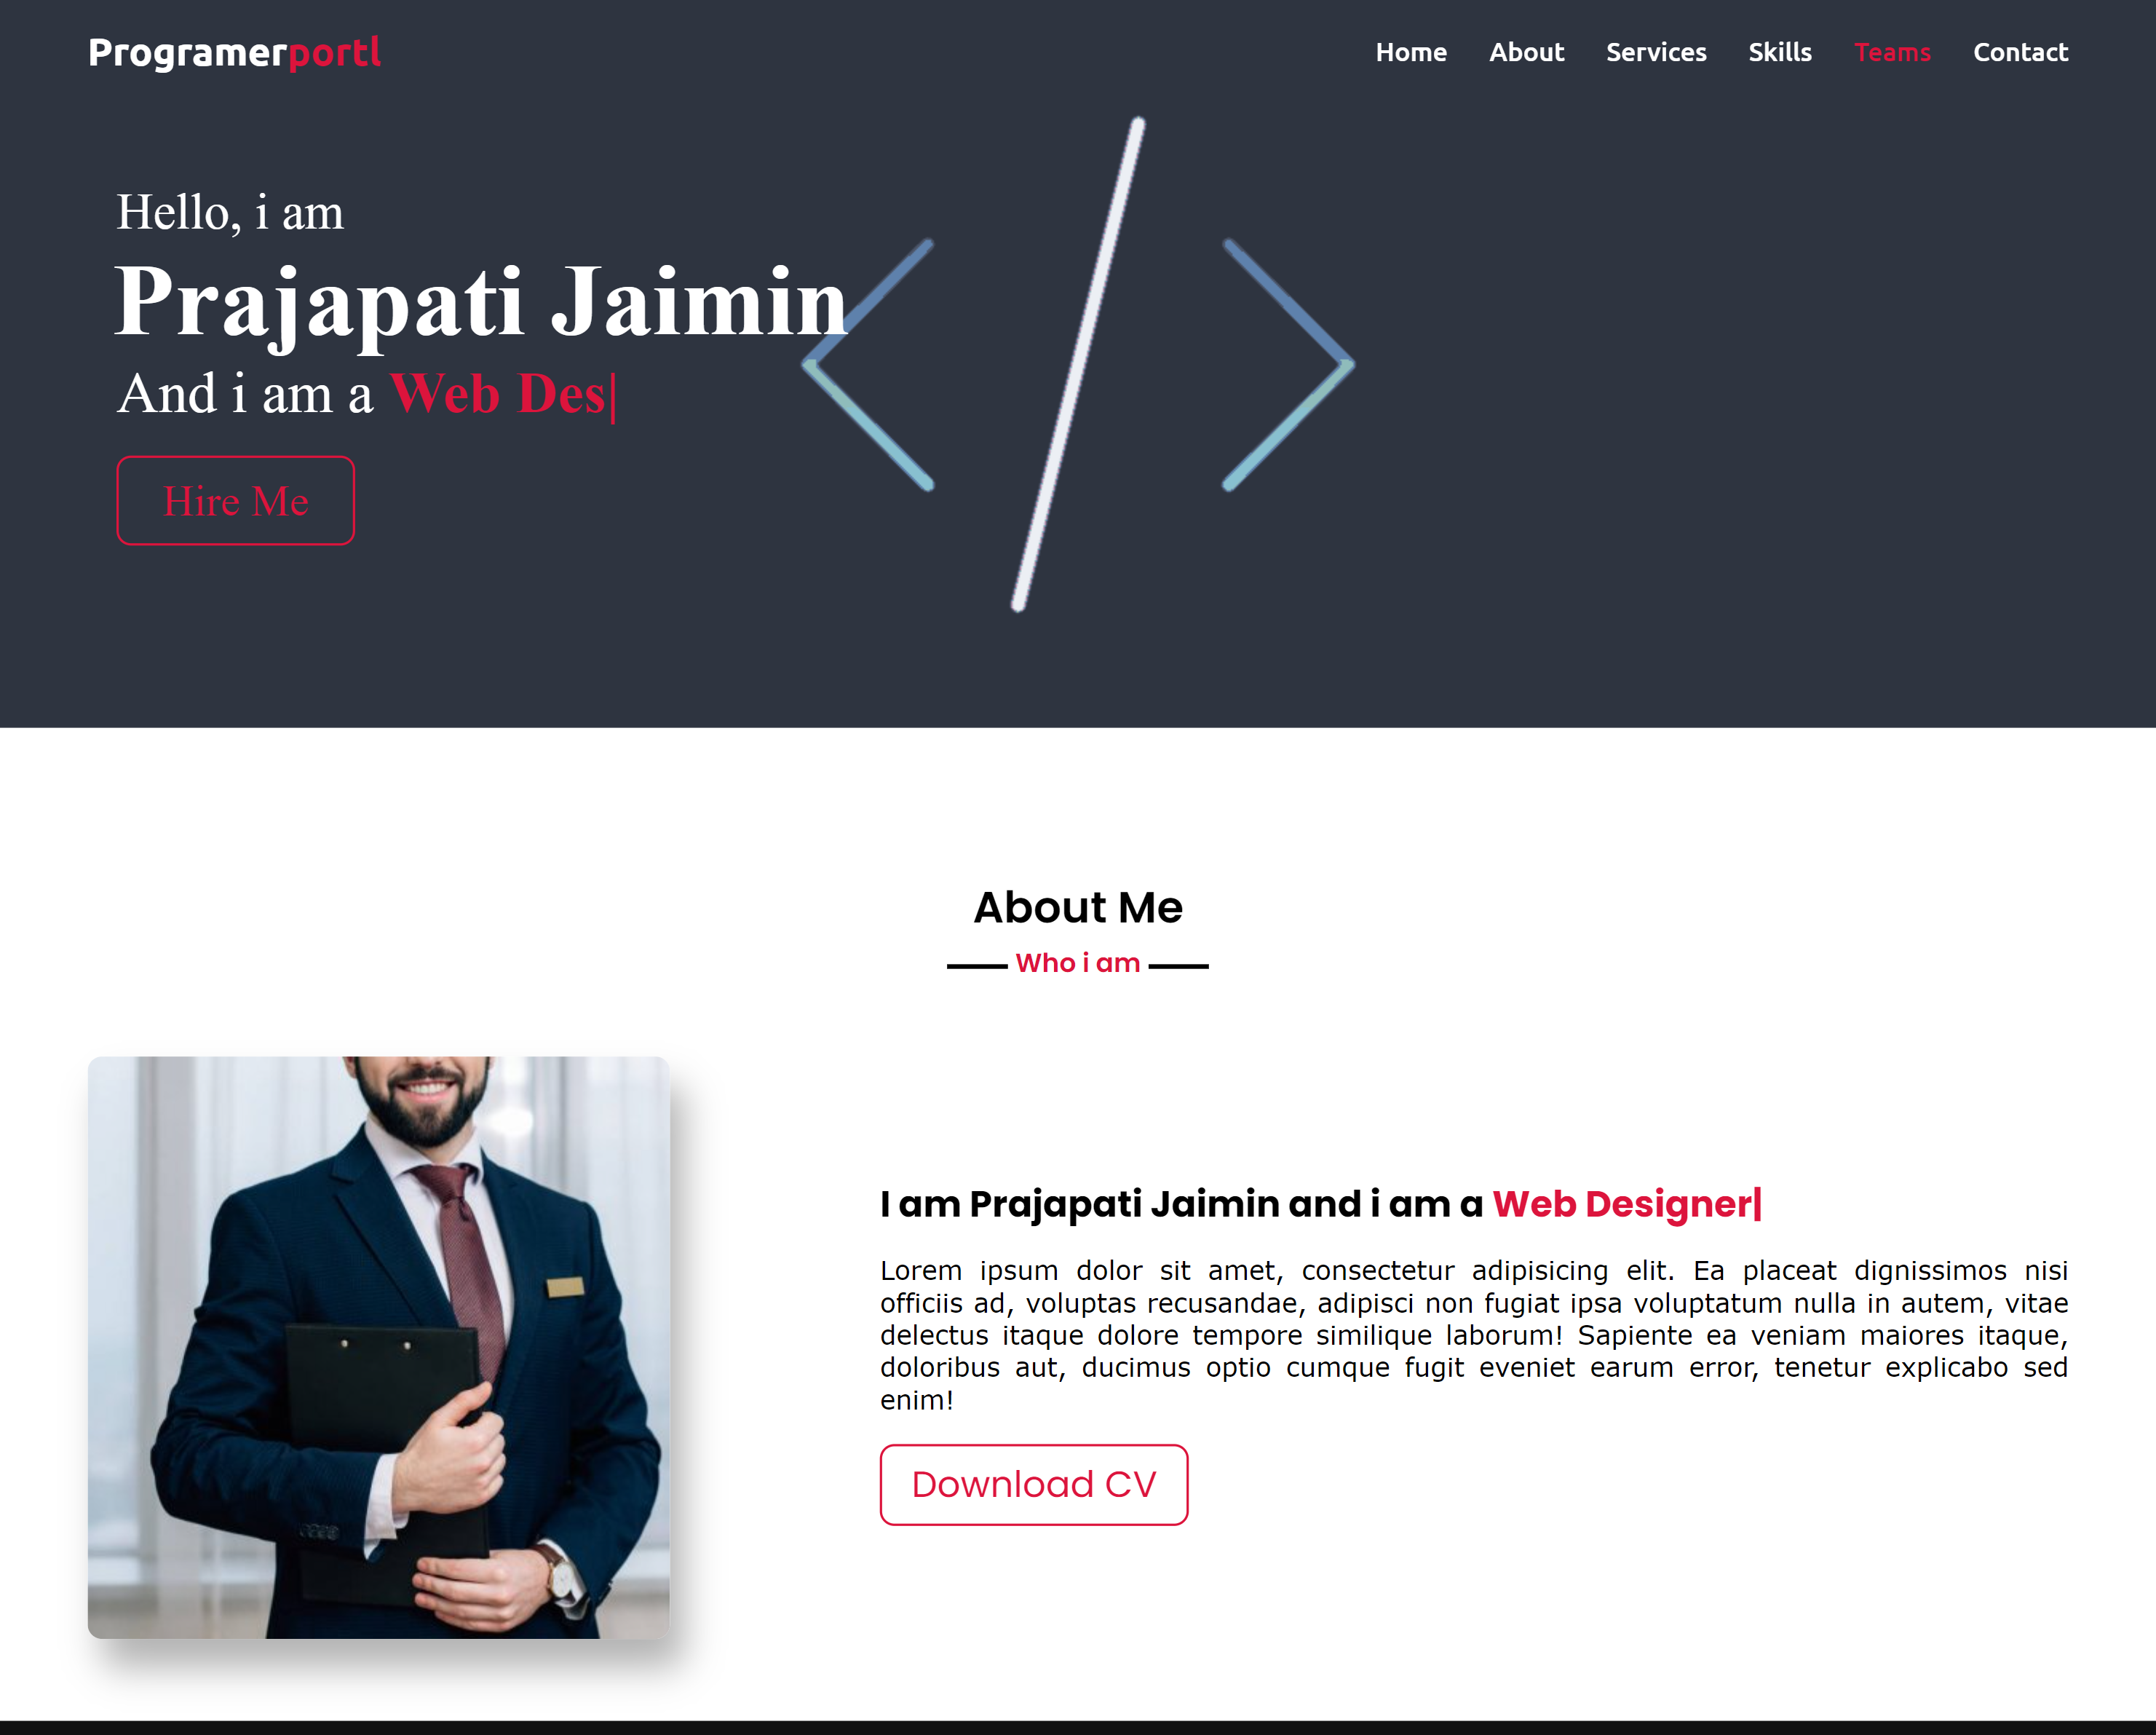 Programerportl
Home About Services Skills Teams Contact
Hello, i am
Prajapati Jaimin
And i am a Web Des|
Hire Me
About Me
Who i am
I am Prajapati Jaimin and i am a Web Designer|
Lorem ipsum dolor sit amet, consectetur adipisicing elit. Ea placeat dignissimos nisi
officiis ad, voluptas recusandae, adipisci non fugiat ipsa voluptatum nulla in autem, vitae
delectus itaque dolore tempore similique laborum! Sapiente ea veniam maiores itaque,
doloribus aut, ducimus optio cumque fugit eveniet earum error, tenetur explicabo sed
enim!
Download CV